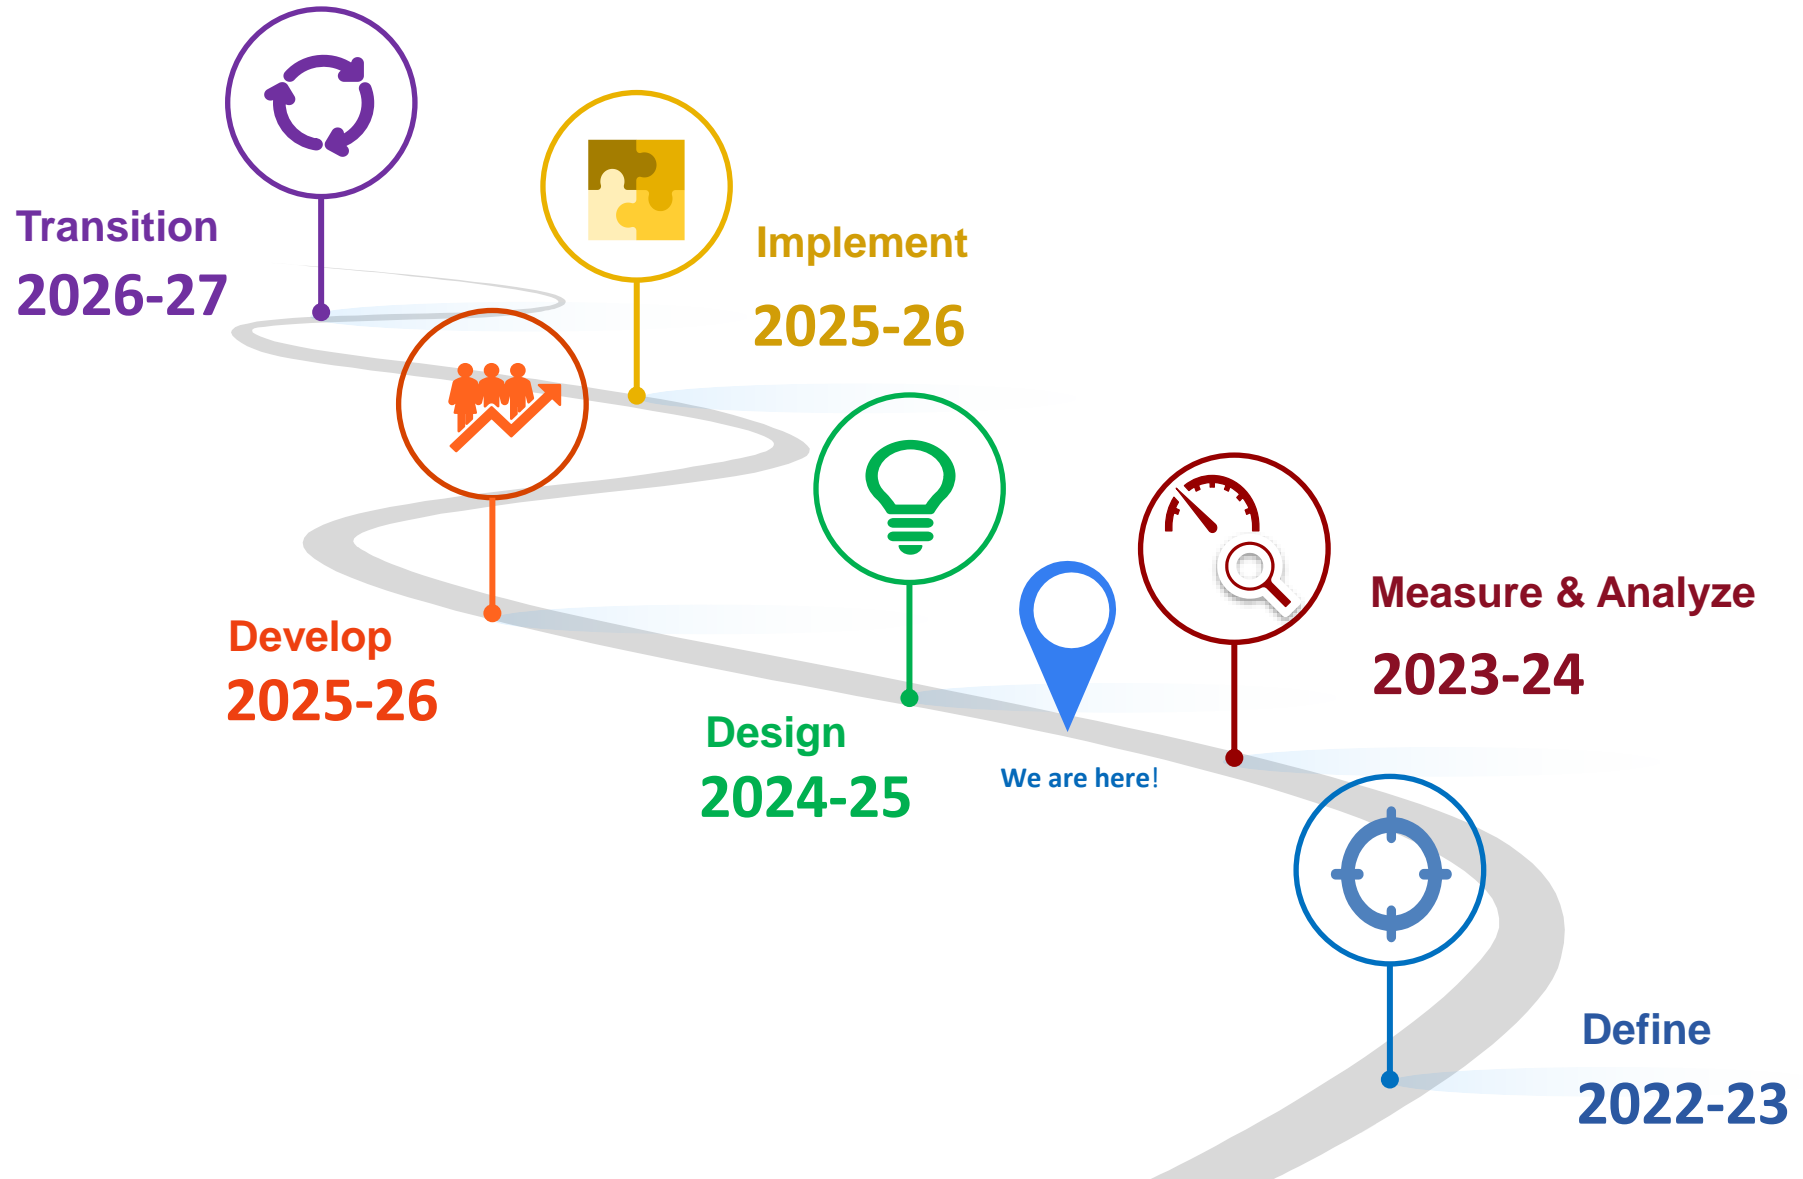 Transition
2026-27
Implement
2025-26
Develop
2025-26
Design
2024-25
We are here!
Measure & Analyze
2023-24
Define
2022-23